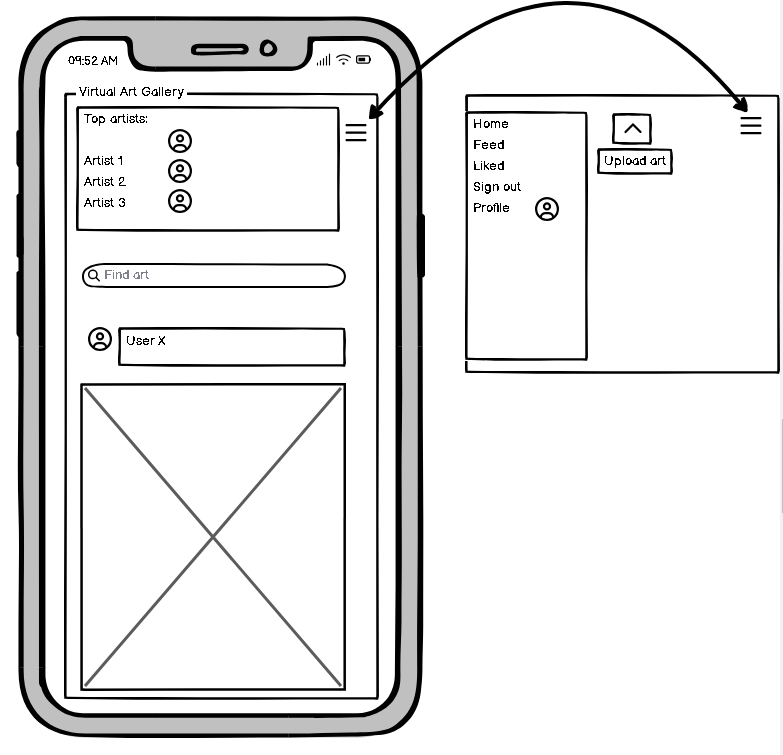 09:52 AM
Virtual Art Gallery
Top artists:
Artist 1
Artist 2
Artist 3
Find art
User X
Home
Feed
Liked
Sign out
Profile
Upload art